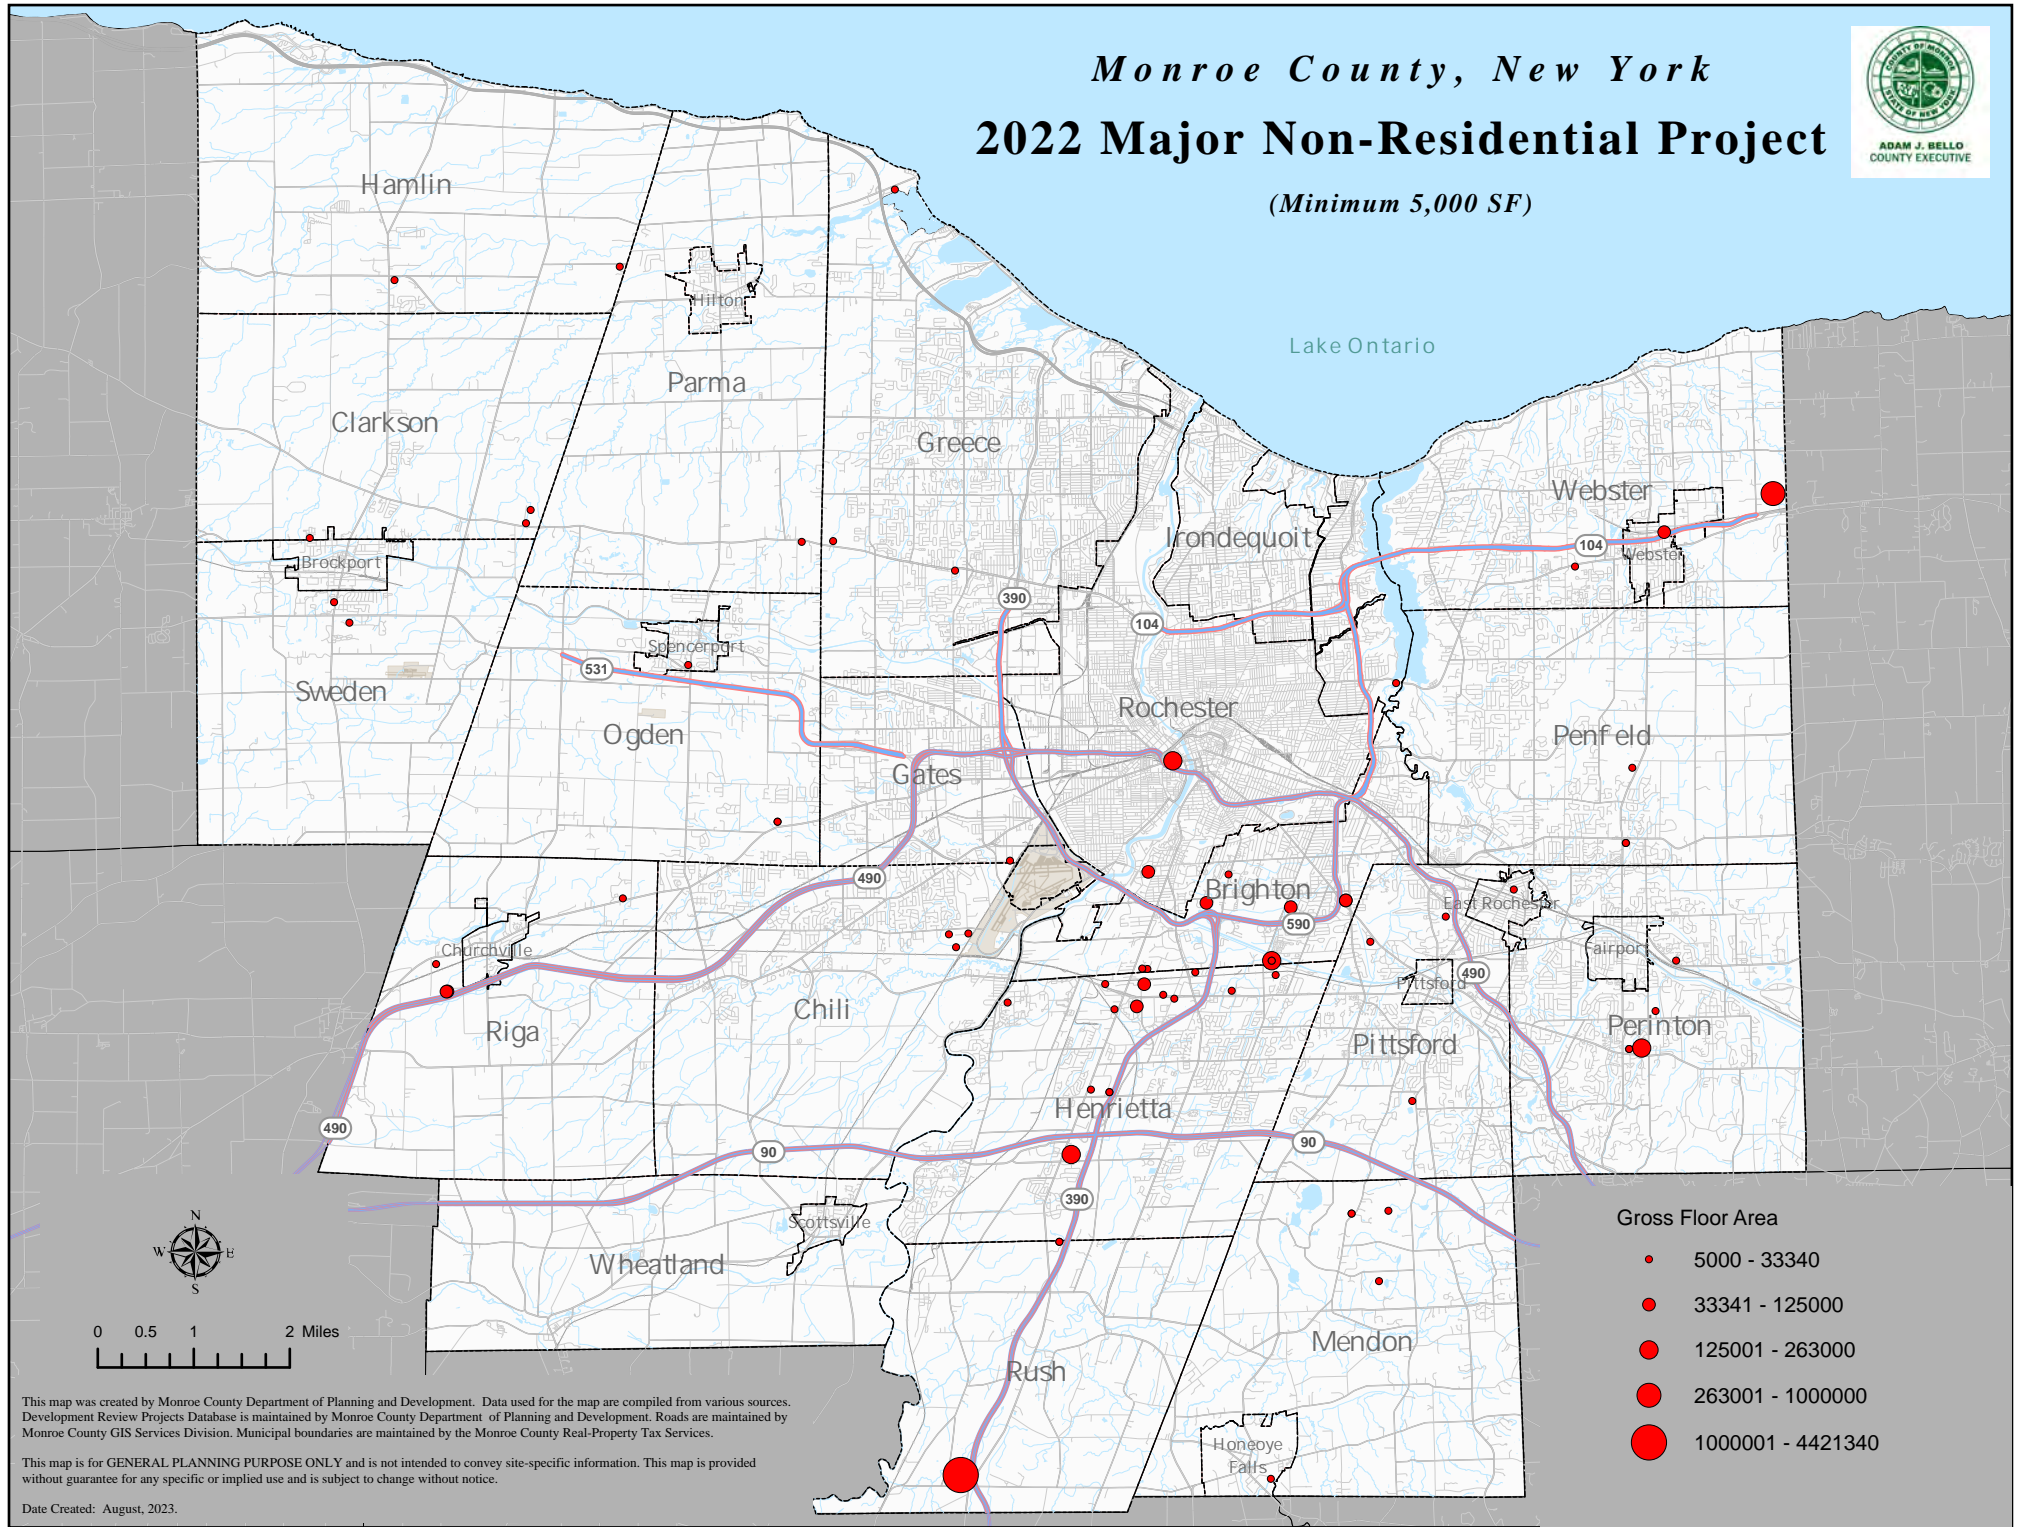 Monroe County, New York
2022 Major Non-Residential Project
(Minimum 5,000 SF)
COUNTY OF MONROE
STATE OF NEW YORK
ADAM J. BELLO
COUNTY EXECUTIVE
Hamlin
Hilton
Lake Ontario
Parma
Clarkson
Greece
Webster
Irondequoit
104
Webster
Brockport
390
104
Spencerport
531
Sweden
Rochester
Ogden
Penfield
Gates
490
Brighton
East Rochester
590
Churchville
Fairport
490
Pittsford
Chili
Riga
Perinton
Pittsford
Henrietta
490
90
90
390
Scottsville
Wheatland
Mendon
Rush
Honeoye
Falls
N
W
E
S
0 0.5 1 2 Miles
Gross Floor Area
5000 - 33340
33341 - 125000
125001 - 263000
263001 - 1000000
1000001 - 4421340
This map was created by Monroe County Department of Planning and Development. Data used for the map are compiled from various sources.
Development Review Projects Database is maintained by Monroe County Department of Planning and Development. Roads are maintained by
Monroe County GIS Services Division. Municipal boundaries are maintained by the Monroe County Real-Property Tax Services.
This map is for GENERAL PLANNING PURPOSE ONLY and is not intended to convey site-specific information. This map is provided
without guarantee for any specific or implied use and is subject to change without notice.
Date Created: August, 2023.